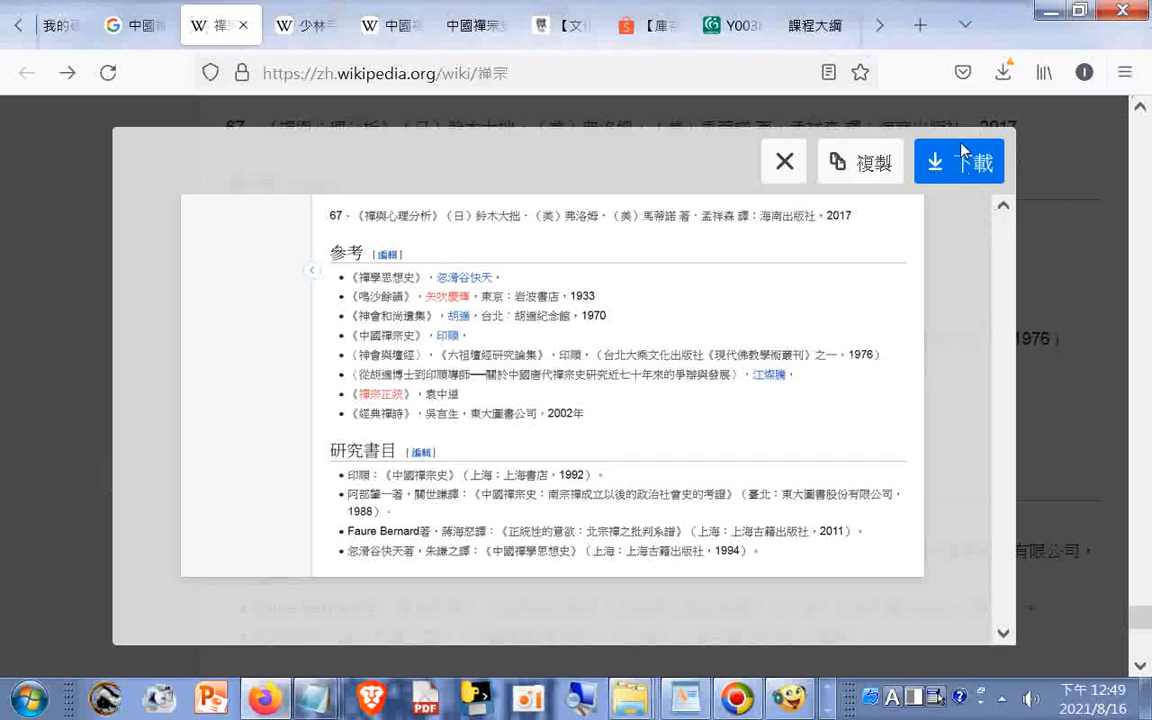 我的
中國
禪宗
少林
中國
中國禪宗
【文
【庫
Y003
課程大綱
https://zh.wikipedia.org/wiki/禪宗
複製
下載
67、《禪與心理分析》（日）鈴木大拙．（美）弗洛姆．（美）馬蒂諾 著．孟祥森 譯；海南出版社，2017
參考 [編輯]
《禪學思想史》，忽滑谷快天，
《鳴沙餘韻》，矢吹慶輝，東京：岩波書店，1933
《神會和尚遺集》，胡適，台北：胡適紀念館，1970
《中國禪宗史》，印順，
〈神會與壇經〉，《六祖壇經研究論集》，印順，（台北大乘文化出版社《現代佛教學術叢刊》之一，1976）
〈從胡適博士到印順導師──關於中國唐代禪宗史研究近七十年來的爭辯與發展〉，江燦騰，
《禪宗正統》，袁中道
《經典禪詩》，吳言生，東大圖書公司，2002年
研究書目 [編輯]
印順：《中國禪宗史》（上海：上海書店，1992）。
阿部肇一著，關世謙譯：《中國禪宗史：南宗禪成立以後的政治社會史的考證》（臺北：東大圖書股份有限公司，
1988）。
Faure Bernard著，蔣海怒譯：《正統性的意欲：北宗禪之批判系譜》（上海：上海古籍出版社，2011）。
忽滑谷快天著，朱謙之譯：《中國禪學思想史》（上海：上海古籍出版社，1994）。
1976）
有限公司，
PDF
A
下午 12:49
2021/8/16